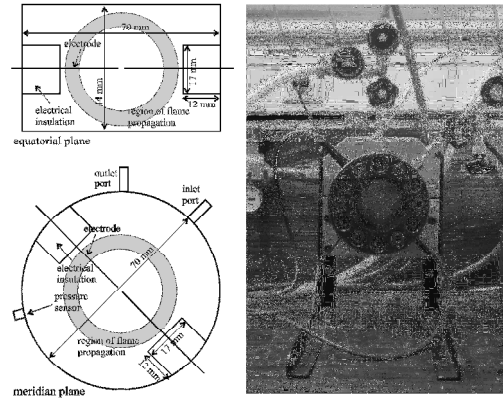 70 mm
electrode
44 mm
17 mm
12 mm
electrical
insulation
region of flame
propagation
equatorial plane
outlet
port
inlet
port
electrode
70 mm
electrical
insulation
pressure
sensor
region of flame
propagation
17 mm
12 mm
meridian plane